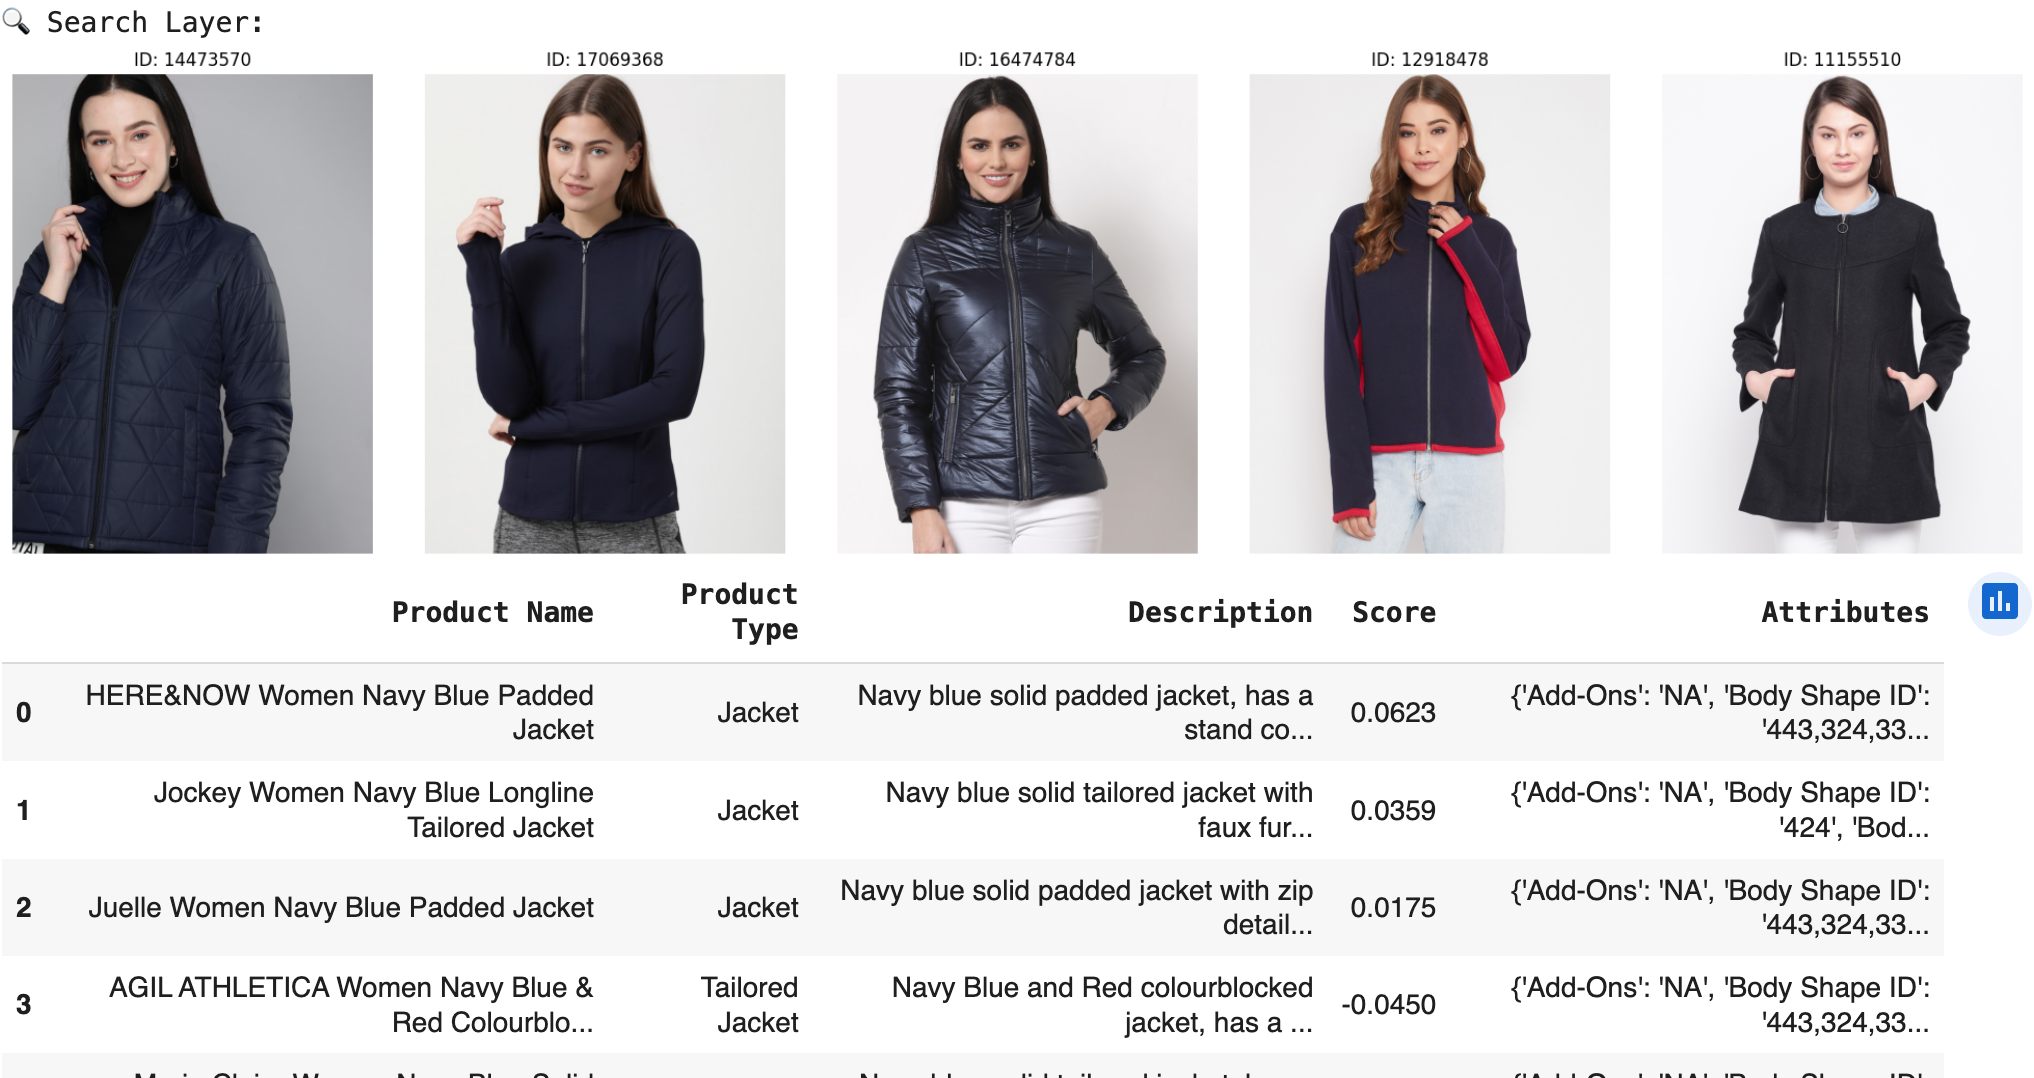 🔍 Search Layer:
ID: 14473570
ID: 17069368
ID: 16474784
ID: 12918478
ID: 11155510
Product Name
Product
Type
Description
Score
Attributes
0
HERE&NOW Women Navy Blue Padded
Jacket
Jacket
Navy blue solid padded jacket, has a
stand co...
0.0623
{'Add-Ons': 'NA', 'Body Shape ID':
'443,324,33...
1
Jockey Women Navy Blue Longline
Tailored Jacket
Jacket
Navy blue solid tailored jacket with
faux fur...
0.0359
{'Add-Ons': 'NA', 'Body Shape ID':
'424', 'Bod...
2
Juelle Women Navy Blue Padded Jacket
Jacket
Navy blue solid padded jacket with zip
detail...
0.0175
{'Add-Ons': 'NA', 'Body Shape ID':
'443,324,33...
3
AGIL ATHLETICA Women Navy Blue &
Red Colourblo...
Tailored
Jacket
Navy Blue and Red colourblocked
jacket, has a ...
-0.0450
{'Add-Ons': 'NA', 'Body Shape ID':
'443,324,33...